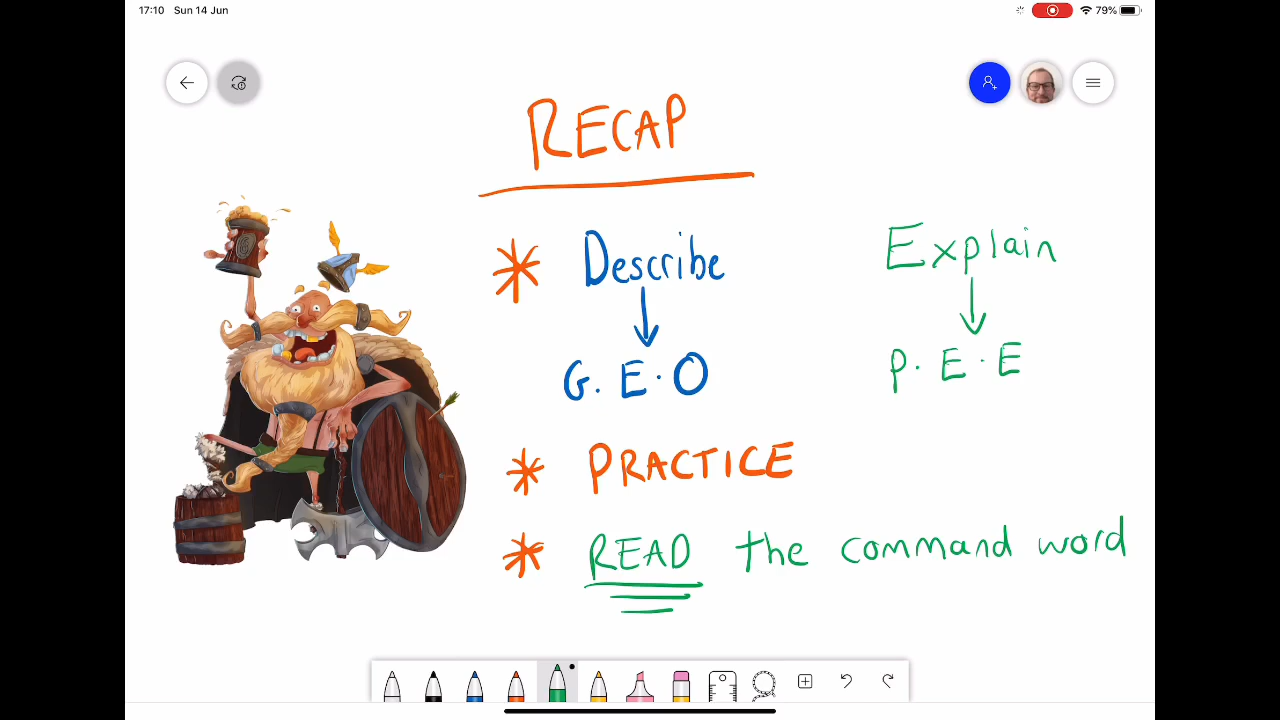 17:10 Sun 14 Jun 79%
RECAP
* Describe Explain
G. E. O P. E. E
* PRACTICE
* READ the command word